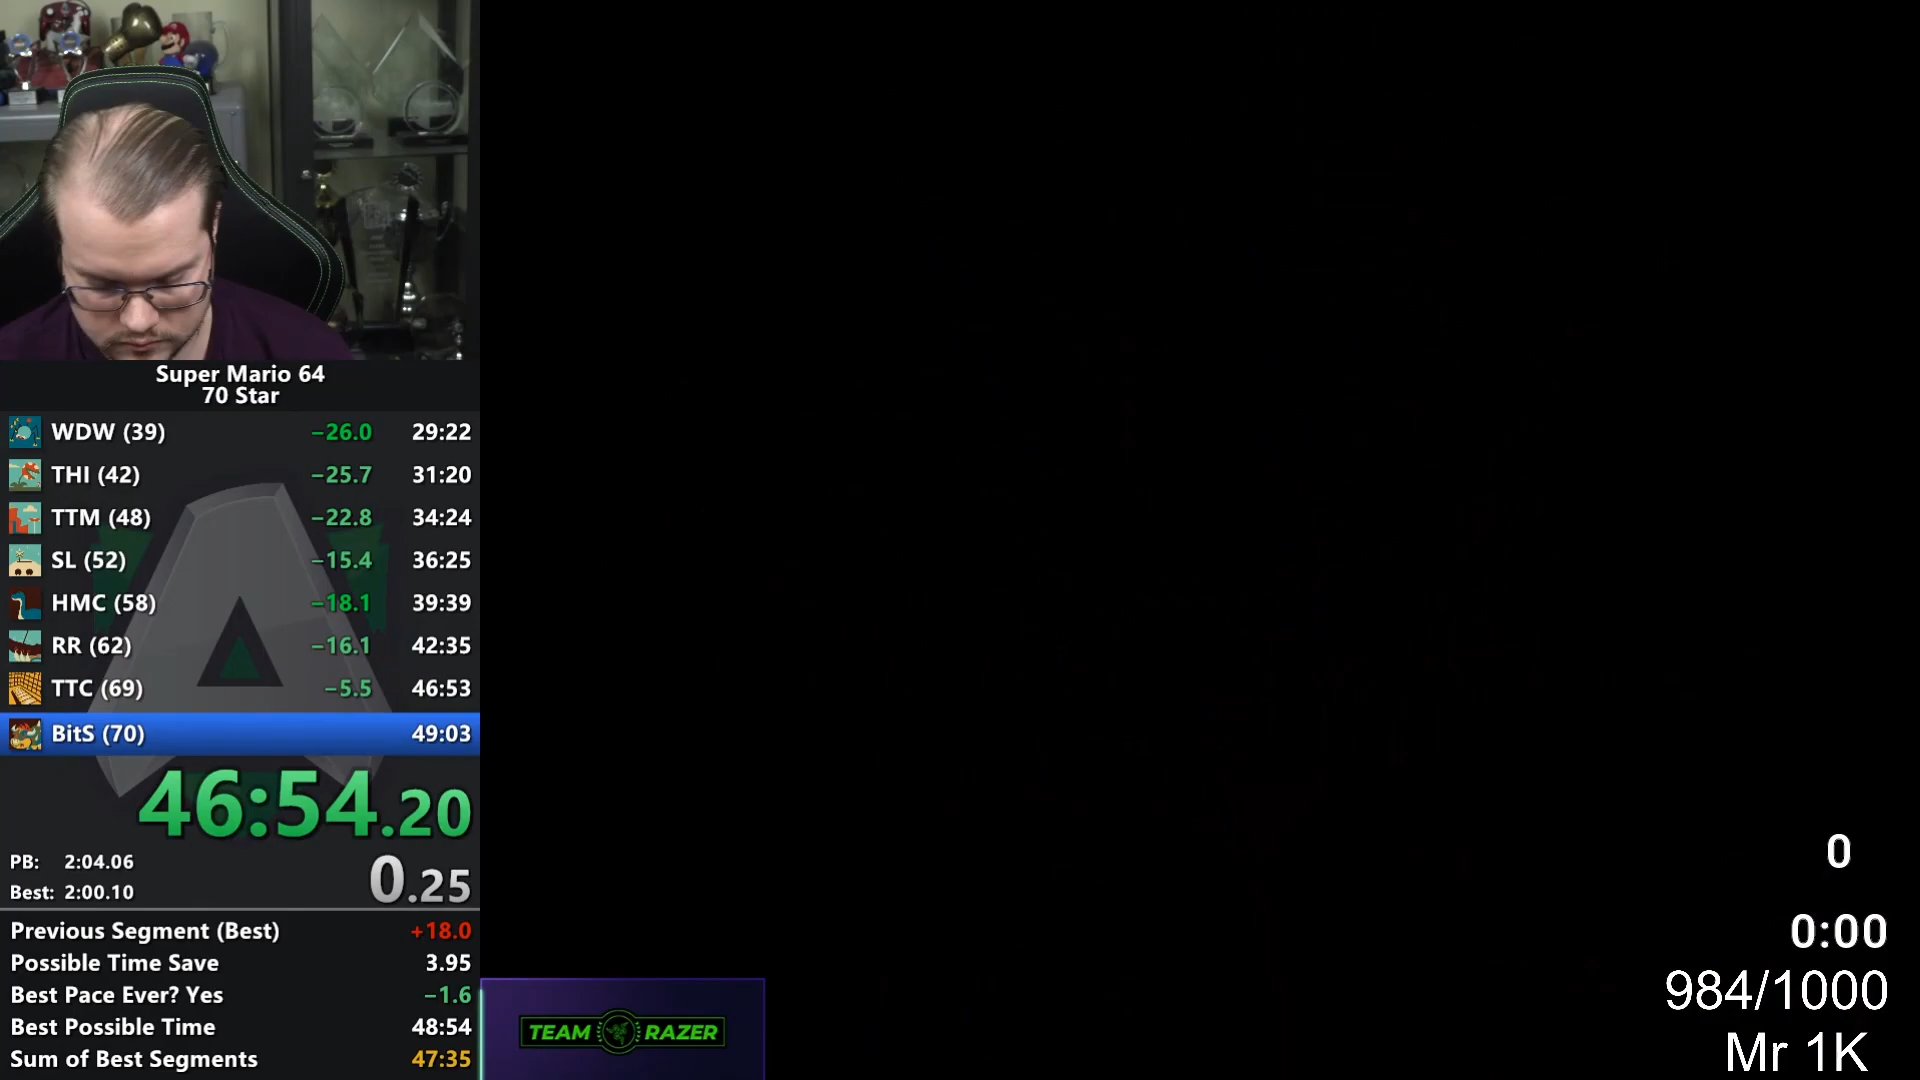 Super Mario 64
70 Star
WDW (39) −26.0 29:22
THI (42) −25.7 31:20
TTM (48) −22.8 34:24
SL (52) −15.4 36:25
HMC (58) −18.1 39:39
RR (62) −16.1 42:35
TTC (69) −5.5 46:53
BitS (70) 49:03
46:54.20
PB: 2:04.06
0.25
Best: 2:00.10
Previous Segment (Best) +18.0
Possible Time Save 3.95
Best Pace Ever? Yes −1.6
Best Possible Time 48:54
Sum of Best Segments 47:35
TEAM RAZER
0
0:00
984/1000
Mr 1K